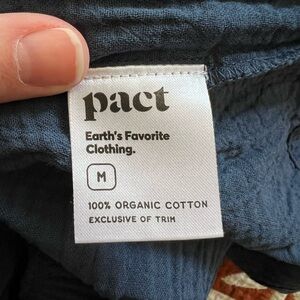 pact
Earth's Favorite
Clothing.
M
100% ORGANIC COTTON
EXCLUSIVE OF TRIM